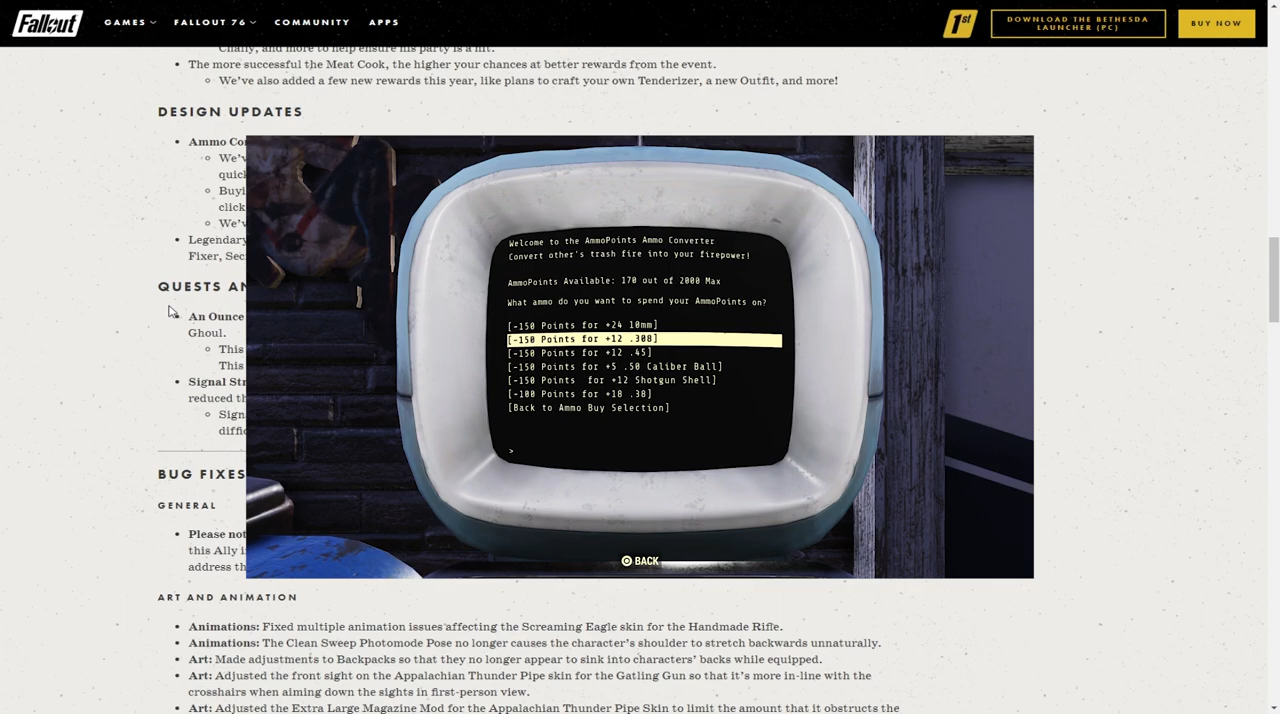 Fallout GAMES FALLOUT 76 COMMUNITY APPS 1st DOWNLOAD THE BETHESDA LAUNCHER (PC) BUY NOW
Chally, and more to help ensure his party is a hit.
The more successful the Meat Cook, the higher your chances at better rewards from the event.
We've also added a few new rewards this year, like plans to craft your own Tenderizer, a new Outfit, and more!
DESIGN UPDATES
Ammo Co
We'v
quick
Buyi
click
We'v
Legendary
Fixer, Sec
QUESTS AN
An Ounce
Ghoul.
This
This
Signal Str
reduced th
Sign
diffic
BUG FIXES
GENERAL
Please not
this Ally i
address th
Welcome to the AmmoPoints Ammo Converter
Convert other's trash fire into your firepower!
AmmoPoints Available: 170 out of 2000 Max
What ammo do you want to spend your AmmoPoints on?
[-150 Points for +24 10mm]
[-150 Points for +12 .308]
[-150 Points for +12 .45]
[-150 Points for +5 .50 Caliber Ball]
[-150 Points  for +12 Shotgun Shell]
[-100 Points for +18 .38]
[Back to Ammo Buy Selection]
>
BACK
ART AND ANIMATION
Animations: Fixed multiple animation issues affecting the Screaming Eagle skin for the Handmade Rifle.
Animations: The Clean Sweep Photomode Pose no longer causes the character's shoulder to stretch backwards unnaturally.
Art: Made adjustments to Backpacks so that they no longer appear to sink into characters' backs while equipped.
Art: Adjusted the front sight on the Appalachian Thunder Pipe skin for the Gatling Gun so that it's more in-line with the
crosshairs when aiming down the sights in first-person view.
Art: Adjusted the Extra Large Magazine Mod for the Appalachian Thunder Pipe Skin to limit the amount that it obstructs the